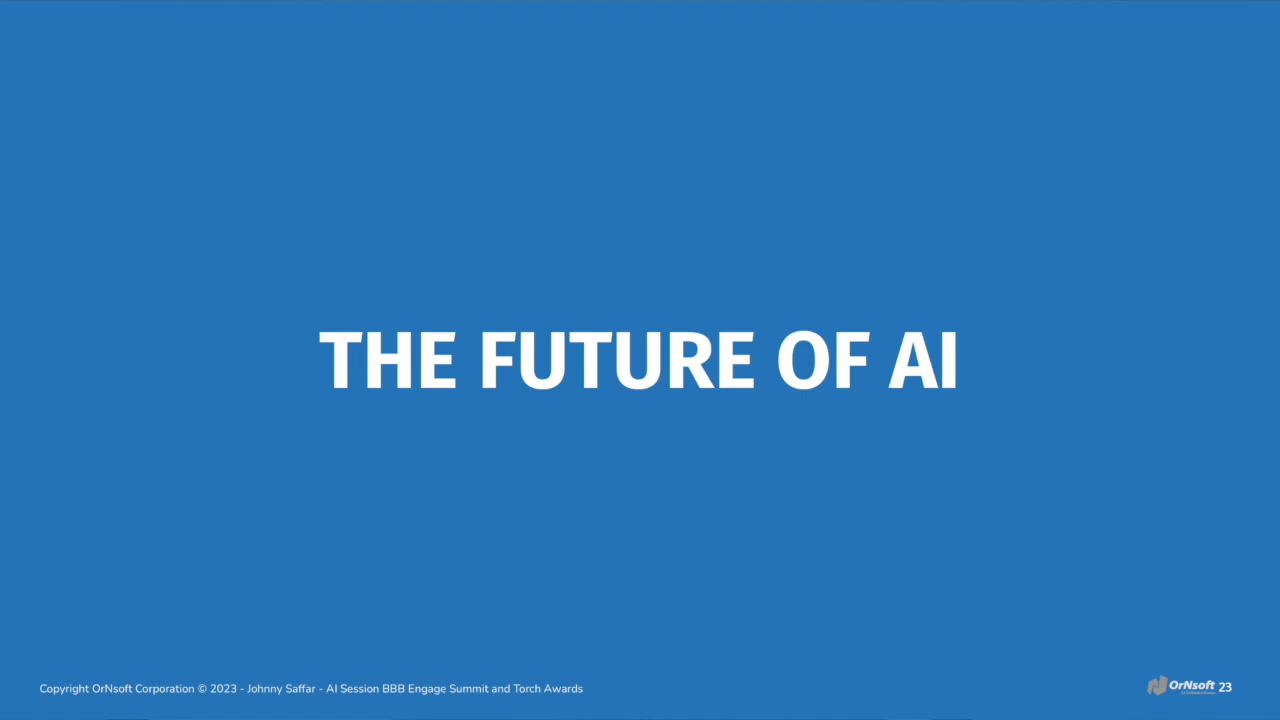 THE FUTURE OF AI
Copyright OrNsoft Corporation © 2023 - Johnny Saffar - AI Session BBB Engage Summit and Torch Awards
OrNsoft 23